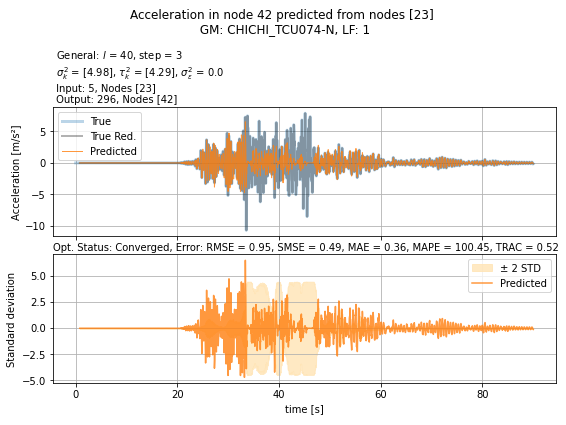 Acceleration in node 42 predicted from nodes [23]
GM: CHICHI_TCU074-N, LF: 1
General: l = 40, step = 3
σ²ₖ = [4.98], τ²ₖ = [4.29], σ²ε = 0.0
Input: 5, Nodes [23]
Output: 296, Nodes [42]
Acceleration [m/s²]
5
0
−5
−10
True
True Red.
Predicted
Opt. Status: Converged, Error: RMSE = 0.95, SMSE = 0.49, MAE = 0.36, MAPE = 100.45, TRAC = 0.52
Standard deviation
5.0
2.5
0.0
−2.5
−5.0
± 2 STD
Predicted
0 20 40 60 80
time [s]